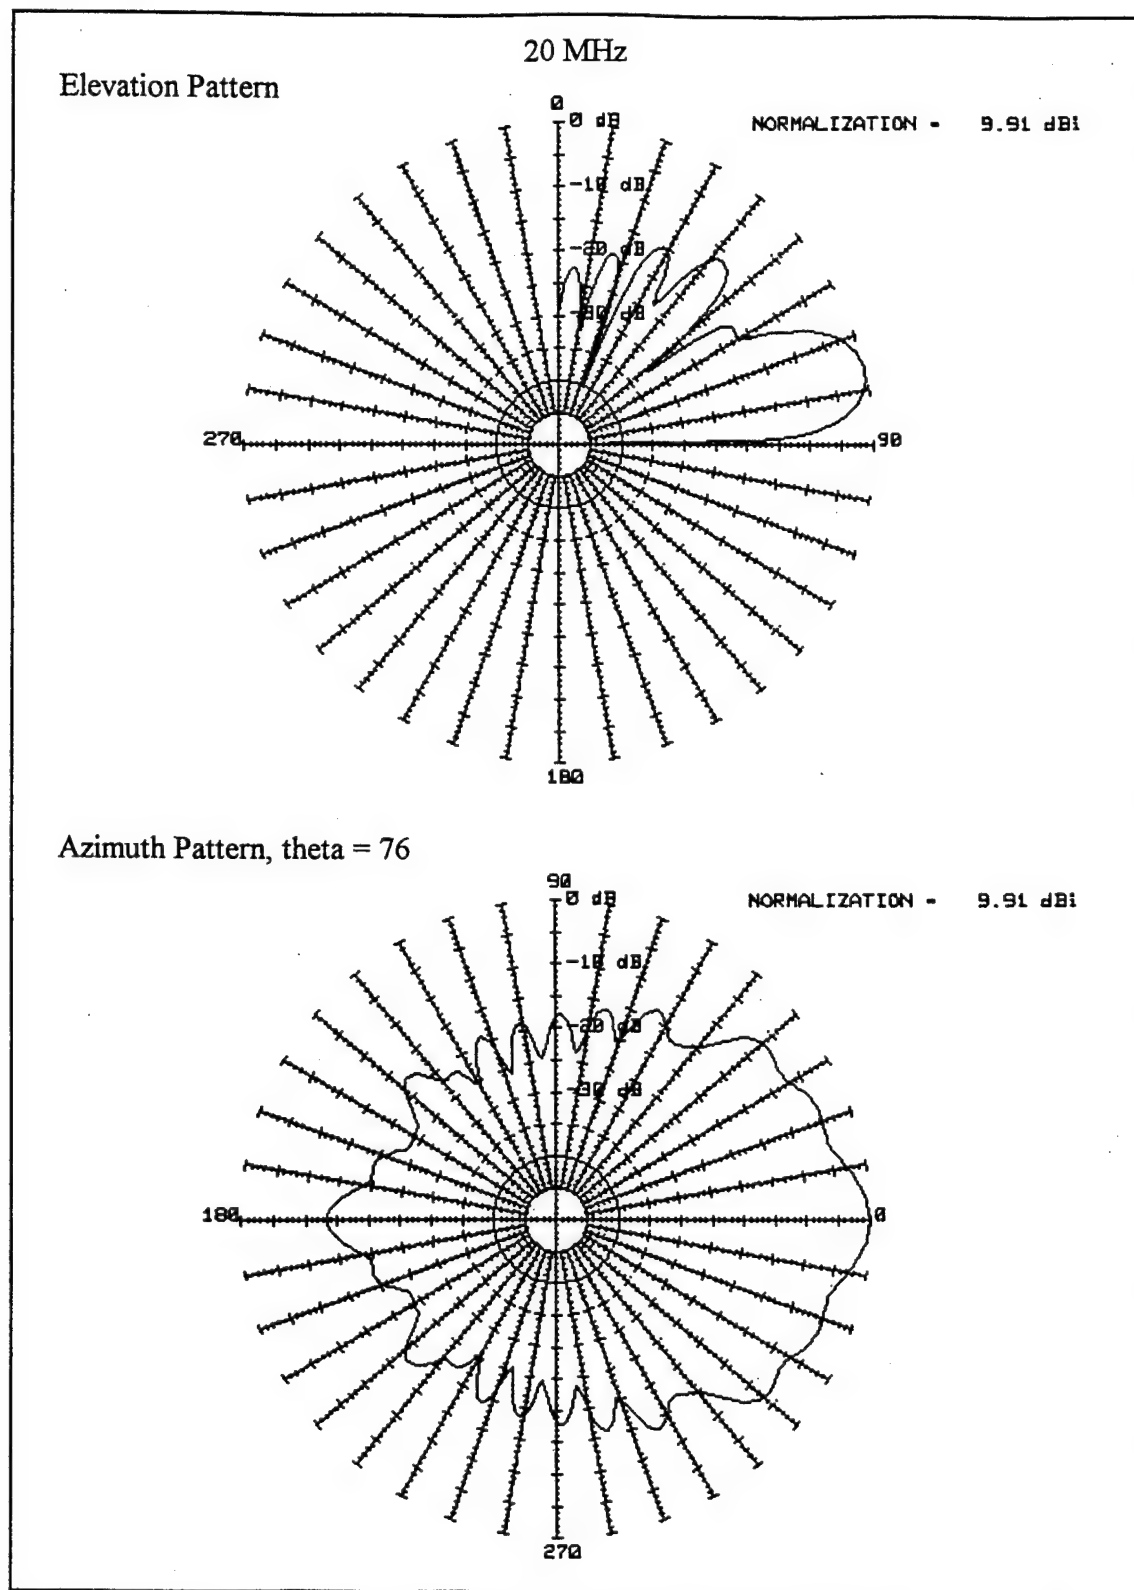 20 MHz
Elevation Pattern
0
0 dB
NORMALIZATION = 9.91 dBi
-10 dB
-20 dB
-30 dB
270
90
180
Azimuth Pattern, theta = 76
90
0 dB
NORMALIZATION = 9.91 dBi
-10 dB
-20 dB
-30 dB
180
0
270